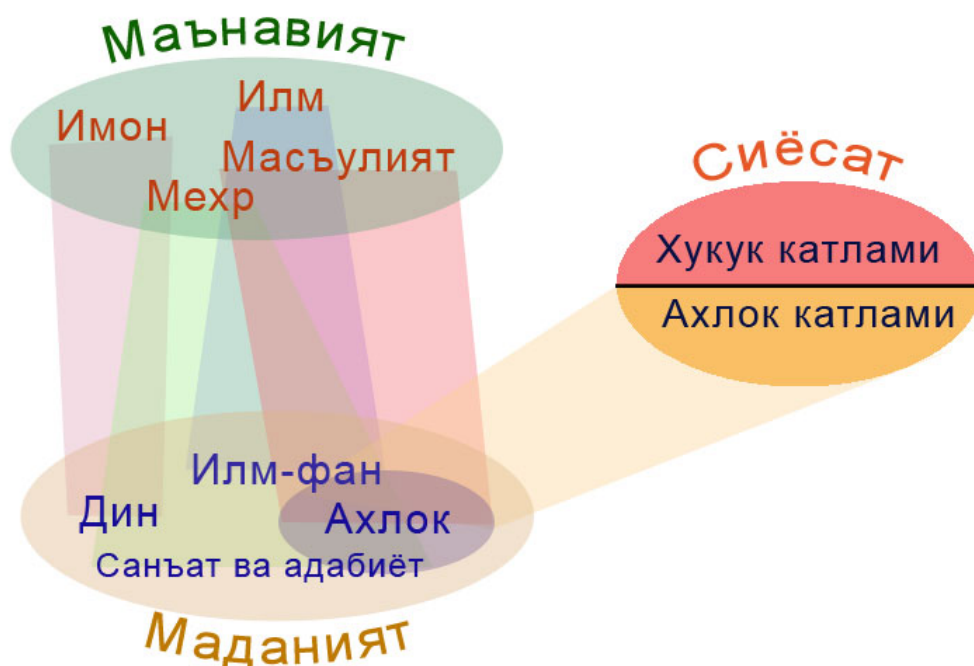 Маънавият
Илм
Имон
Масъулият
Мехр
Сиёсат
Хукук катлами
Ахлок катлами
Илм-фан
Дин
Ахлок
Санъат ва адабиёт
Маданият